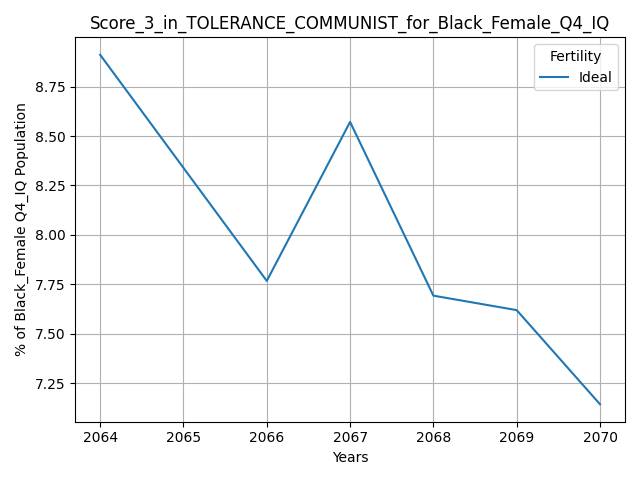 Score_3_in_TOLERANCE_COMMUNIST_for_Black_Female_Q4_IQ
Fertility
Ideal
% of Black_Female Q4_IQ Population
8.75
8.50
8.25
8.00
7.75
7.50
7.25
2064 2065 2066 2067 2068 2069 2070
Years